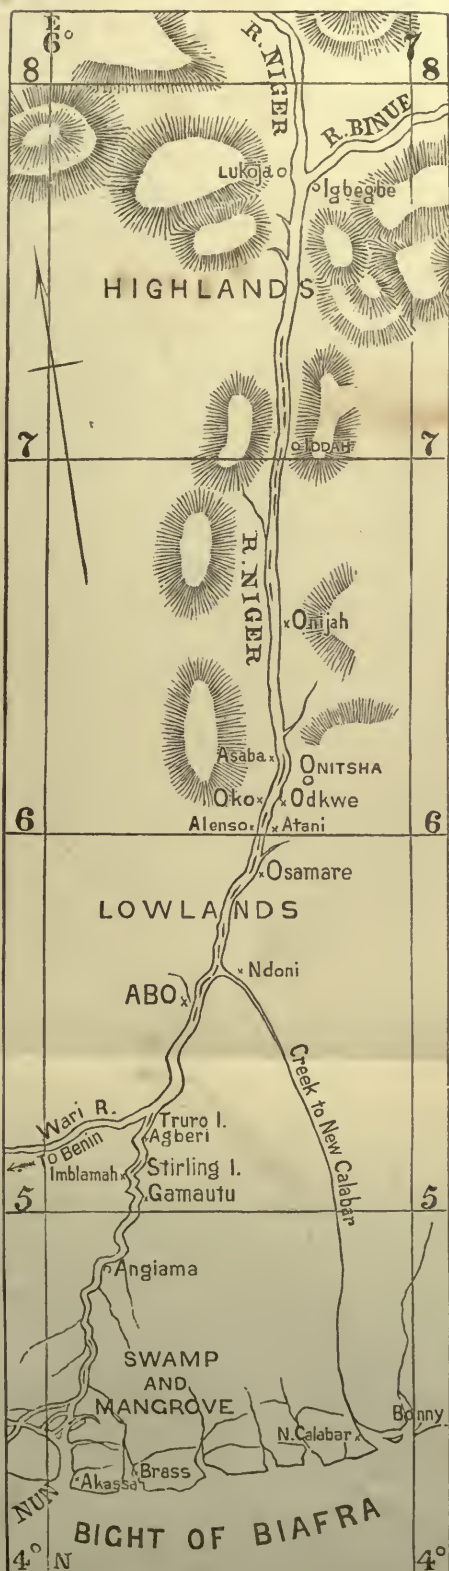 E
6°
7
8
8
R. NIGER
R. BINUE
LUKOJA
Igbegbe
HIGHLANDS
7
7
IDDAH
R. NIGER
Onijah
Asaba
ONITSHA
Oko
Odkwe
Alenso
Atani
6
6
Osamare
LOWLANDS
Ndoni
ABO
Creek to New Calabar
Wari R.
To Benin
Truro I.
Agberi
Imblamah
Stirling I.
Gamautu
5
5
Angiama
SWAMP
AND
MANGROVE
N. Calabar
Bonny
Brass
Akassa
NUN
BIGHT OF BIAFRA
4° N
4°